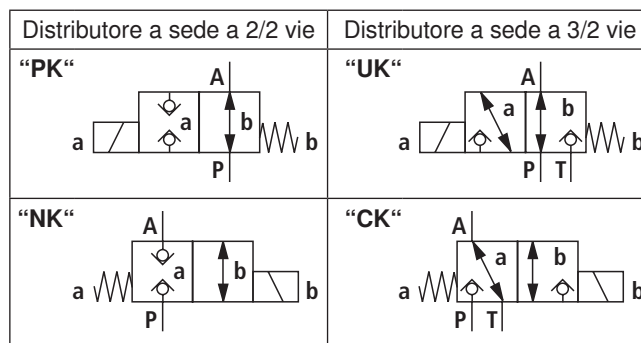 Distributore a sede a 2/2 vie
Distributore a sede a 3/2 vie
“PK“
A
a
a
b
b
P
“UK“
A
a
a
b
b
P T
“NK“
A
a
a
b
b
P
“CK“
A
a
a
b
b
P T